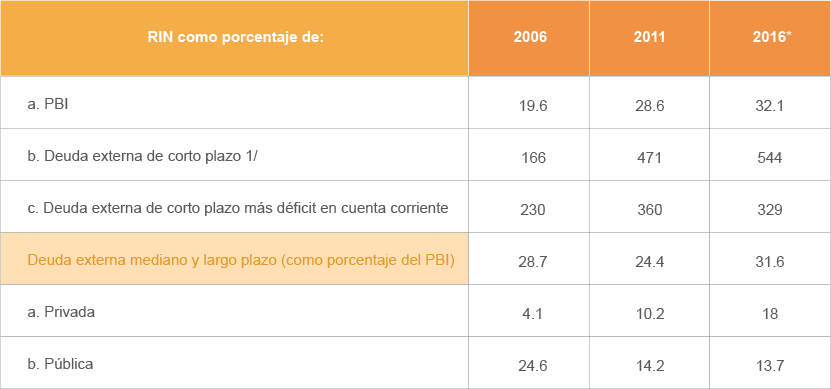 RIN como porcentaje de: 2006 2011 2016*
a. PBI 19.6 28.6 32.1
b. Deuda externa de corto plazo 1/ 166 471 544
c. Deuda externa de corto plazo más déficit en cuenta corriente 230 360 329
Deuda externa mediano y largo plazo (como porcentaje del PBI) 28.7 24.4 31.6
a. Privada 4.1 10.2 18
b. Pública 24.6 14.2 13.7